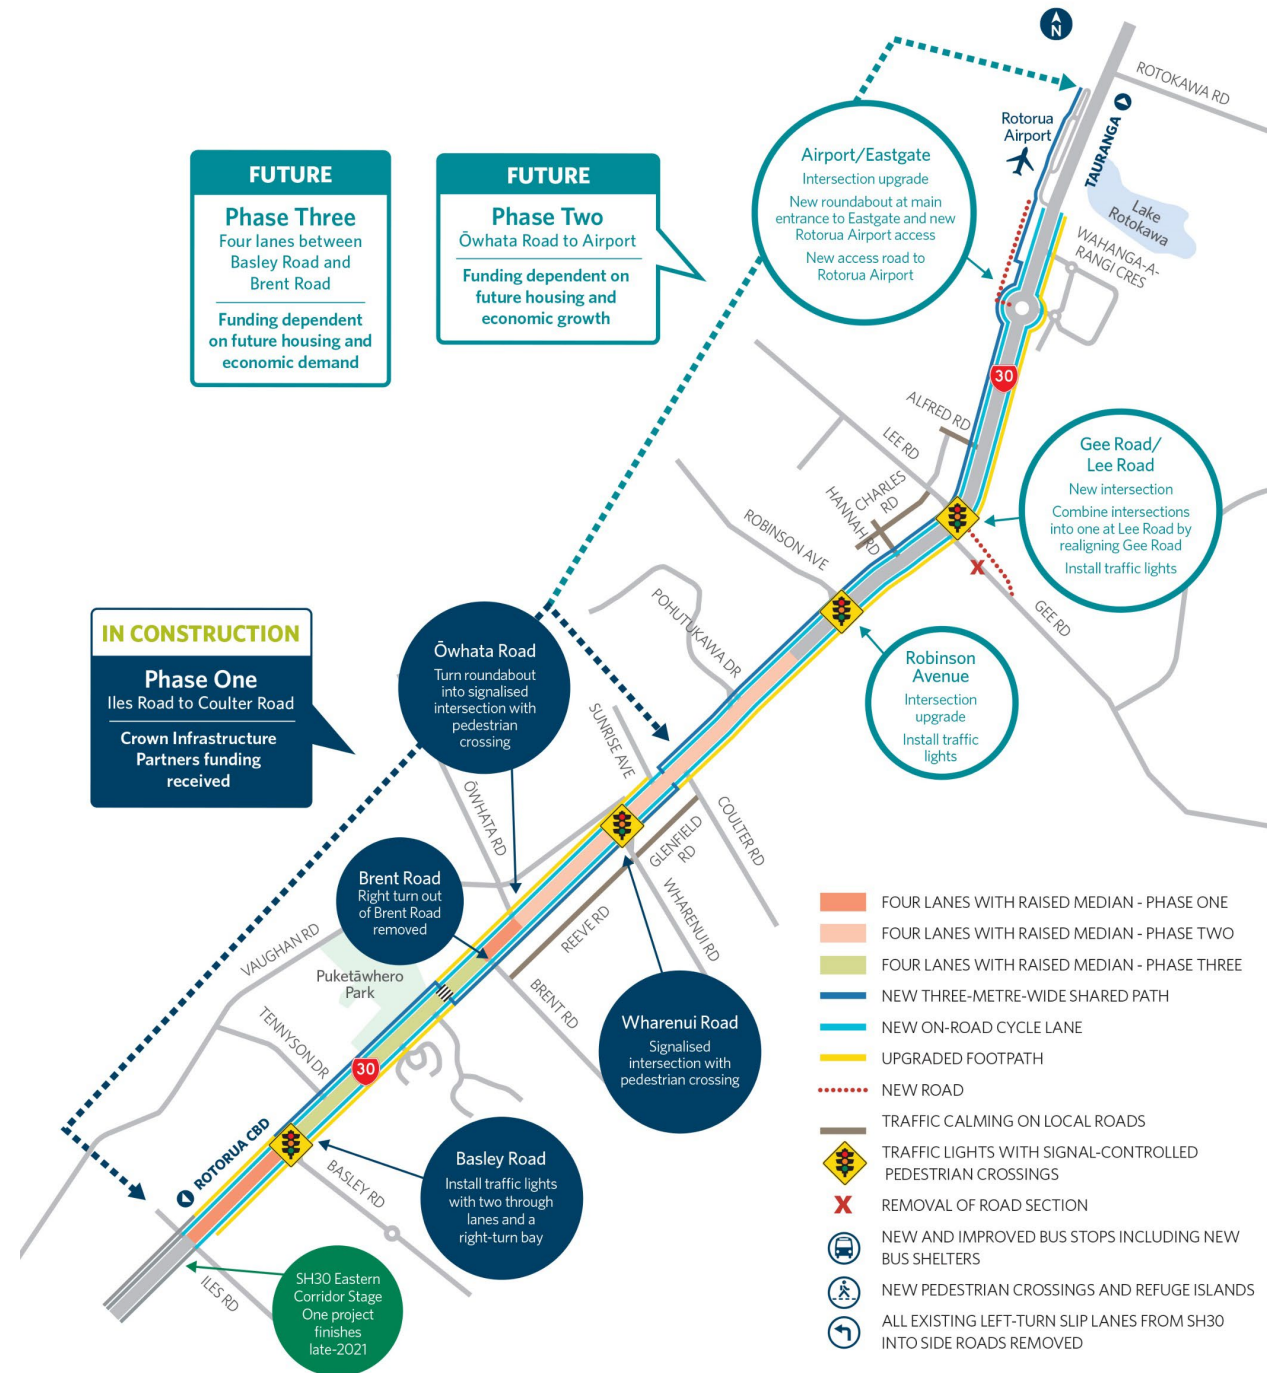 N
ROTOKAWA RD
Rotorua
Airport
TAURANGA
Lake
Rotokawa
WAHANGA-A-
RANGI CRES
FUTURE
Phase Three
Four lanes between
Basley Road and
Brent Road
Funding dependent
on future housing and
economic demand
FUTURE
Phase Two
Ōwhata Road to Airport
Funding dependent on
future housing and
economic growth
Airport/Eastgate
Intersection upgrade
New roundabout at main
entrance to Eastgate and new
Rotorua Airport access
New access road to
Rotorua Airport
30
ALFRED RD
LEE RD
CHARLES
RD
HANNAH RD
ROBINSON AVE
POHUTUKAWA DR
Gee Road/
Lee Road
New intersection
Combine intersections
into one at Lee Road by
realigning Gee Road
Install traffic lights
X
GEE RD
Robinson
Avenue
Intersection
upgrade
Install traffic
lights
IN CONSTRUCTION
Phase One
Iles Road to Coulter Road
Crown Infrastructure
Partners funding
received
Ōwhata Road
Turn roundabout
into signalised
intersection with
pedestrian
crossing
SUNRISE AVE
ŌWHATA RD
COULTER RD
GLENFIELD
RD
WHARENUI RD
REEVE RD
BRENT RD
Brent Road
Right turn out
of Brent Road
removed
VAUGHAN RD
Puketāwhero
Park
TENNYSON DR
30
Wharenui Road
Signalised
intersection with
pedestrian crossing
ROTORUA CBD
BASLEY RD
Basley Road
Install traffic lights
with two through
lanes and a
right-turn bay
ILES RD
SH30 Eastern
Corridor Stage
One project
finishes
late-2021
FOUR LANES WITH RAISED MEDIAN - PHASE ONE
FOUR LANES WITH RAISED MEDIAN - PHASE TWO
FOUR LANES WITH RAISED MEDIAN - PHASE THREE
NEW THREE-METRE-WIDE SHARED PATH
NEW ON-ROAD CYCLE LANE
UPGRADED FOOTPATH
NEW ROAD
TRAFFIC CALMING ON LOCAL ROADS
TRAFFIC LIGHTS WITH SIGNAL-CONTROLLED
PEDESTRIAN CROSSINGS
X REMOVAL OF ROAD SECTION
NEW AND IMPROVED BUS STOPS INCLUDING NEW
BUS SHELTERS
NEW PEDESTRIAN CROSSINGS AND REFUGE ISLANDS
ALL EXISTING LEFT-TURN SLIP LANES FROM SH30
INTO SIDE ROADS REMOVED